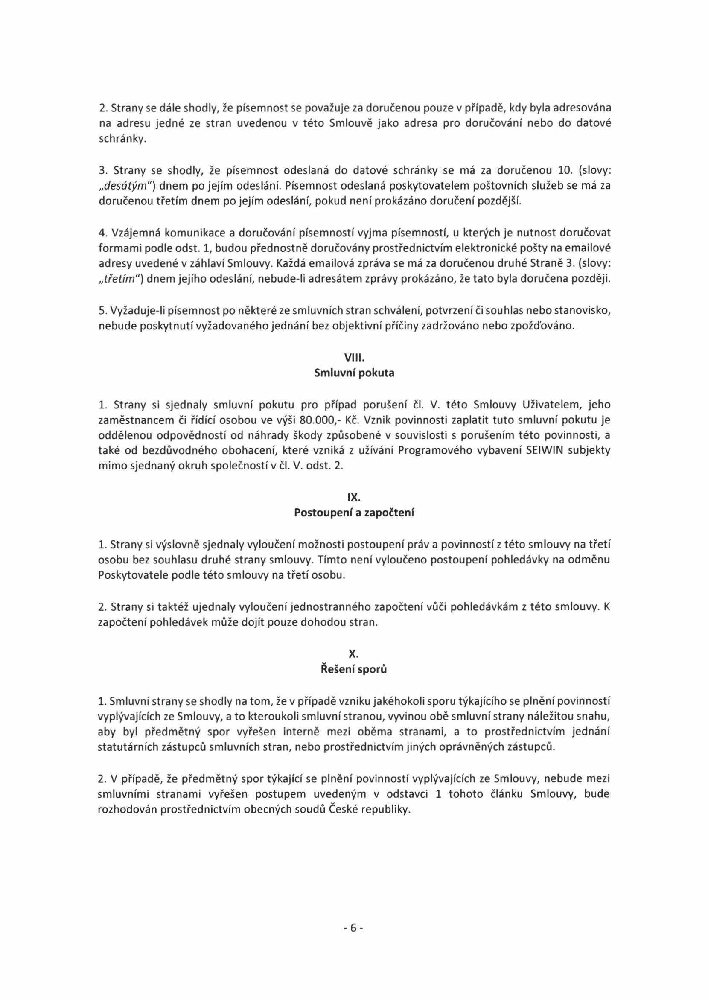 2. Strany se dále shodly, že písemnost se považuje za doručenou pouze v případě, kdy byla adresována
na adresu jedné ze stran uvedenou v této Smlouvě jako adresa pro doručování nebo do datové
schránky.
3. Strany se shodly, že písemnost odeslaná do datové schránky se má za doručenou 10. (slovy:
„desátým“) dnem po jejím odeslání. Písemnost odeslaná poskytovatelem poštovních služeb se má za
doručenou třetím dnem po jejím odeslání, pokud není prokázáno doručení pozdější.
4. Vzájemná komunikace a doručování písemností vyjma písemností, u kterých je nutnost doručovat
formami podle odst. 1, budou přednostně doručovány prostřednictvím elektronické pošty na emailové
adresy uvedené v záhlaví Smlouvy. Každá emailová zpráva se má za doručenou druhé Straně 3. (slovy:
„třetím“) dnem jejího odeslání, nebude-li adresátem zprávy prokázáno, že tato byla doručena později.
5. Vyžaduje-li písemnost po některé ze smluvních stran schválení, potvrzení či souhlas nebo stanovisko,
nebude poskytnutí vyžadovaného jednání bez objektivní příčiny zadržováno nebo zpožďováno.
VIII.
Smluvní pokuta
1. Strany si sjednaly smluvní pokutu pro případ porušení čl. V. této Smlouvy Uživatelem, jeho
zaměstnancem či řídící osobou ve výši 80.000,- Kč. Vznik povinnosti zaplatit tuto smluvní pokutu je
oddělenou odpovědností od náhrady škody způsobené v souvislosti s porušením této povinnosti, a
také od bezdůvodného obohacení, které vzniká z užívání Programového vybavení SEIWIN subjekty
mimo sjednaný okruh společností v čl. V. odst. 2.
IX.
Postoupení a započtení
1. Strany si výslovně sjednaly vyloučení možnosti postoupení práv a povinností z této smlouvy na třetí
osobu bez souhlasu druhé strany smlouvy. Tímto není vyloučeno postoupení pohledávky na odměnu
Poskytovatele podle této smlouvy na třetí osobu.
2. Strany si taktéž ujednaly vyloučení jednostranného započtení vůči pohledávkám z této smlouvy. K
započtení pohledávek může dojít pouze dohodou stran.
X.
Řešení sporů
1. Smluvní strany se shodly na tom, že v případě vzniku jakéhokoli sporu týkajícího se plnění povinností
vyplývajících ze Smlouvy, a to kteroukoli smluvní stranou, vyvinou obě smluvní strany náležitou snahu,
aby byl předmětný spor vyřešen interně mezi oběma stranami, a to prostřednictvím jednání
statutárních zástupců smluvních stran, nebo prostřednictvím jiných oprávněných zástupců.
2. V případě, že předmětný spor týkající se plnění povinností vyplývajících ze Smlouvy, nebude mezi
smluvními stranami vyřešen postupem uvedeným v odstavci 1 tohoto článku Smlouvy, bude
rozhodován prostřednictvím obecných soudů České republiky.
- 6 -